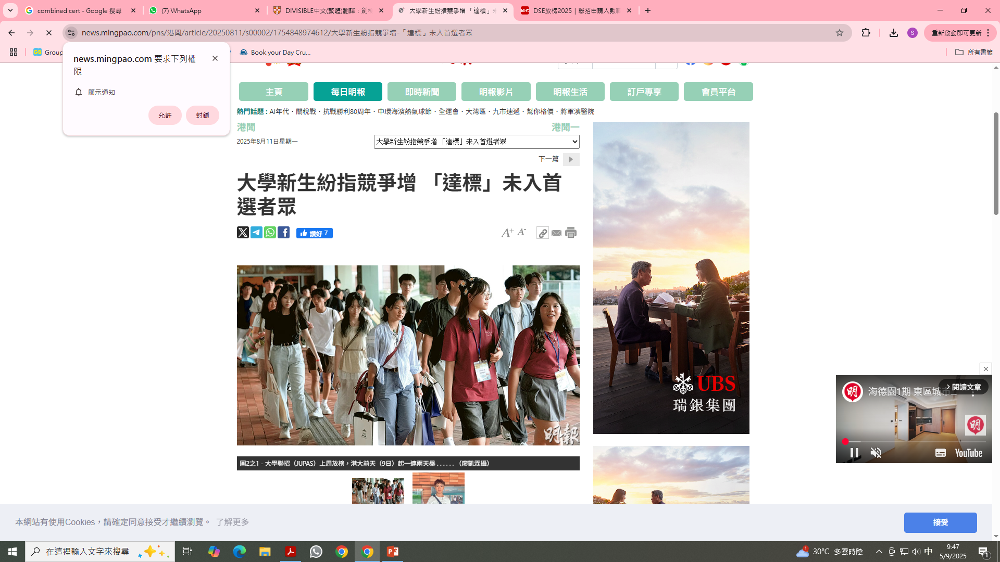 combined cert - Google 搜尋
(7) WhatsApp
DIVISIBLE中文(繁體)翻譯：劍橋
大學新生紛指競爭增 「達標」未
DSE放榜2025｜聯招申請人數
news.mingpao.com/pns/港聞/article/20250811/s00002/1754848974612/大學新生紛指競爭增-「達標」未入首選者眾
重新啟動即可更新
Group
Book your Day Cru...
所有書籤
news.mingpao.com 要求下列權
限
顯示通知
允許
封鎖
主頁
每日明報
即時新聞
明報影片
明報生活
訂戶專享
會員平台
熱門話題 : AI年代．關稅戰．抗戰勝利80周年．中環海濱熱氣球節．全運會．大灣區．九市速遞．幫你格價．將軍澳醫院
港聞
港聞一
2025年8月11日星期一
大學新生紛指競爭增 「達標」未入首選者眾
下一篇
大學新生紛指競爭增 「達標」未入首
選者眾
讚好 7
A+ A-
明報
圖2之1 - 大學聯招（JUPAS）上周放榜，港大前天（9日）起一連兩天舉 . . . . . . （廖凱霖攝）
UBS
瑞銀集團
明
海德園1期 東區城市...
閱讀文章
明
YouTube
本網站有使用Cookies，請確定同意接受才繼續瀏覽。 了解更多
接受
在這裡輸入文字來搜尋
1
30°C 多雲時陰
中
9:47
5/9/2025
1